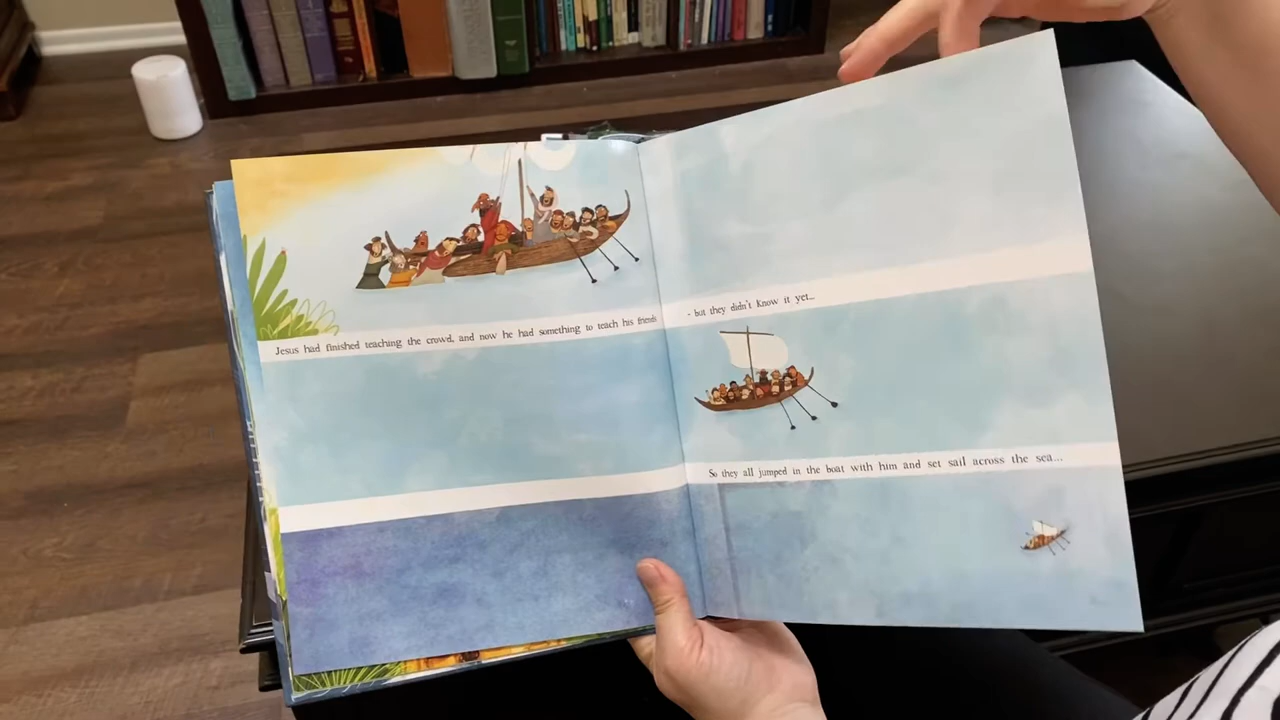 Jesus had finished teaching the crowd, and now he had something to teach his friends
- but they didn't know it yet...
So they all jumped in the boat with him and set sail across the sea...